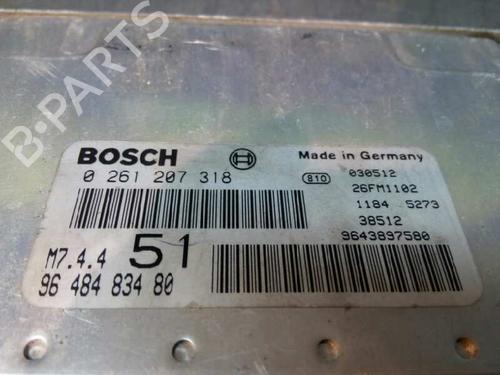 B-PARTS
BOSCH
Made in Germany
0 261 207 318
810
030512
26FM1102
1184 5273
38512
9643897580
M7.4.4
51
96 484 834 80